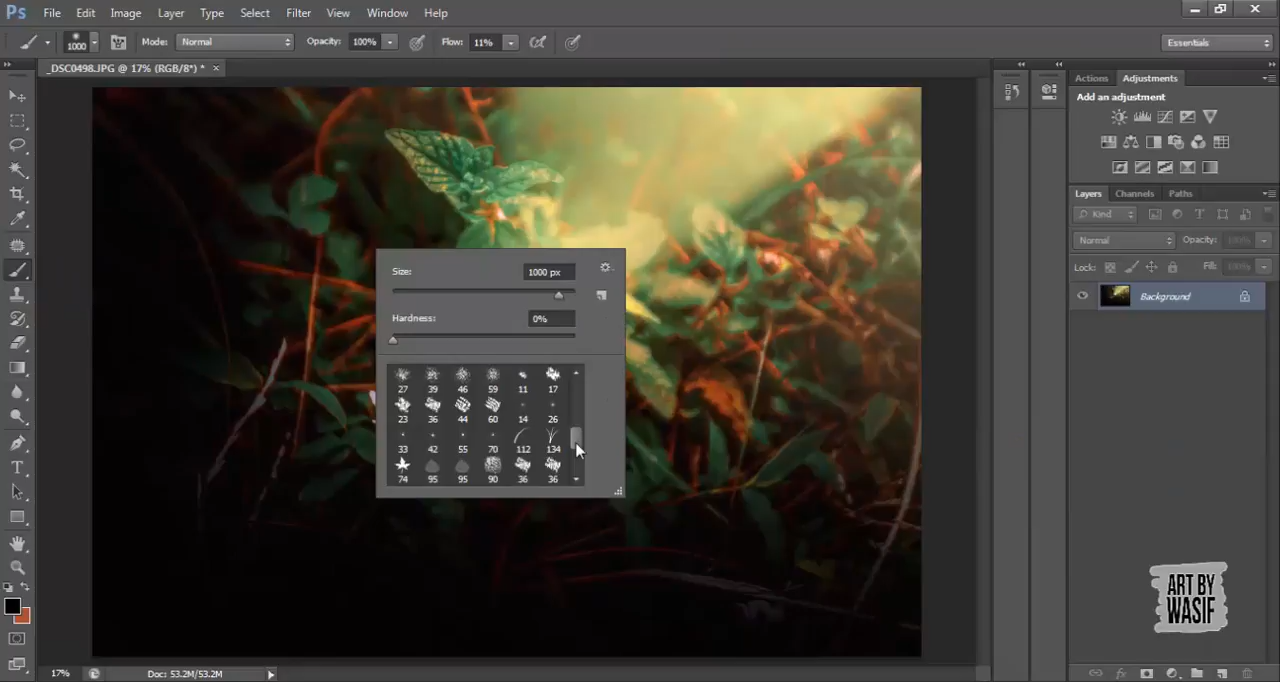 Ps File Edit Image Layer Type Select Filter View Window Help
1000 Mode: Normal Opacity: 100% Flow: 11% Essentials
_DSC0498.JPG @ 17% (RGB/8*) * ×
Actions Adjustments
Add an adjustment
Layers Channels Paths
Kind
Normal Opacity: 100%
Lock: Fill: 100%
Background
Size: 1000 px
Hardness: 0%
27 39 46 59 11 17
23 36 44 60 14 26
33 42 55 70 112 134
74 95 95 90 36 36
ART BY
WASIF
17% Doc: 53.2M/53.2M